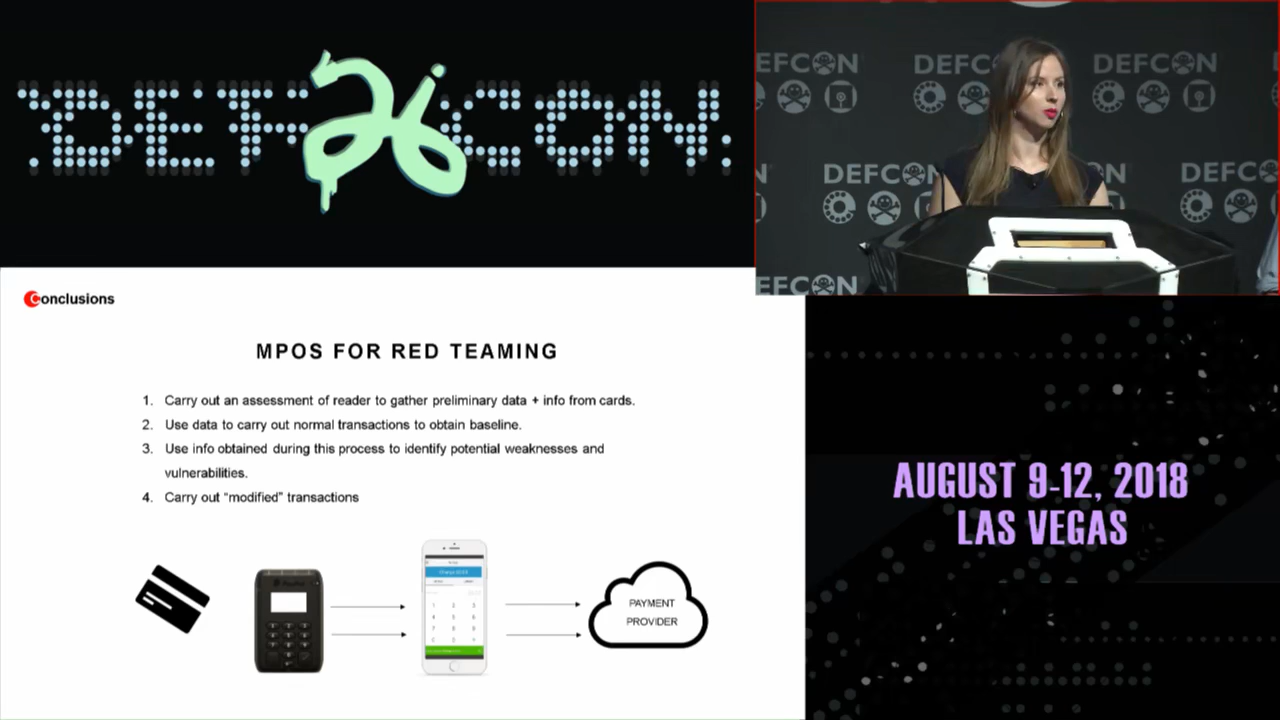 DEF CON 26
DEFCON DEFCON DEFCON
DEFCON DEFCON
DEFCON
Conclusions
MPOS FOR RED TEAMING
1. Carry out an assessment of reader to gather preliminary data + info from cards.
2. Use data to carry out normal transactions to obtain baseline.
3. Use info obtained during this process to identify potential weaknesses and
vulnerabilities.
4. Carry out “modified” transactions
PAYMENT
PROVIDER
AUGUST 9-12, 2018
LAS VEGAS